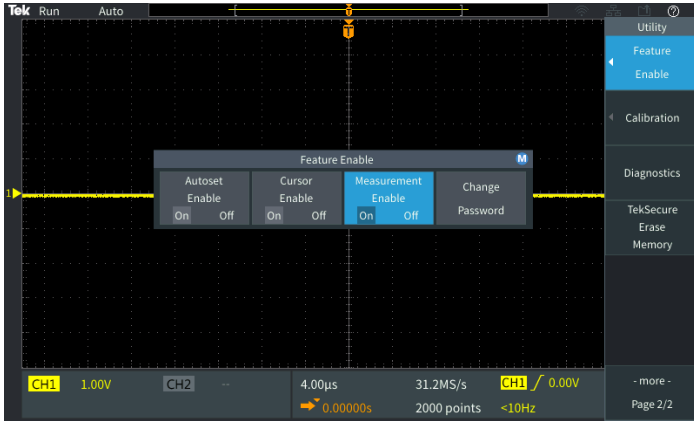 Tek Run Auto
T
T
Utility
Feature
Enable
Calibration
Diagnostics
TekSecure
Erase
Memory
- more -
Page 2/2
Feature Enable M
Autoset
Enable
On Off
Cursor
Enable
On Off
Measurement
Enable
On Off
Change
Password
1
CH1 1.00V
CH2 --
4.00µs 31.2MS/s
0.00000s 2000 points
CH1 0.00V
<10Hz